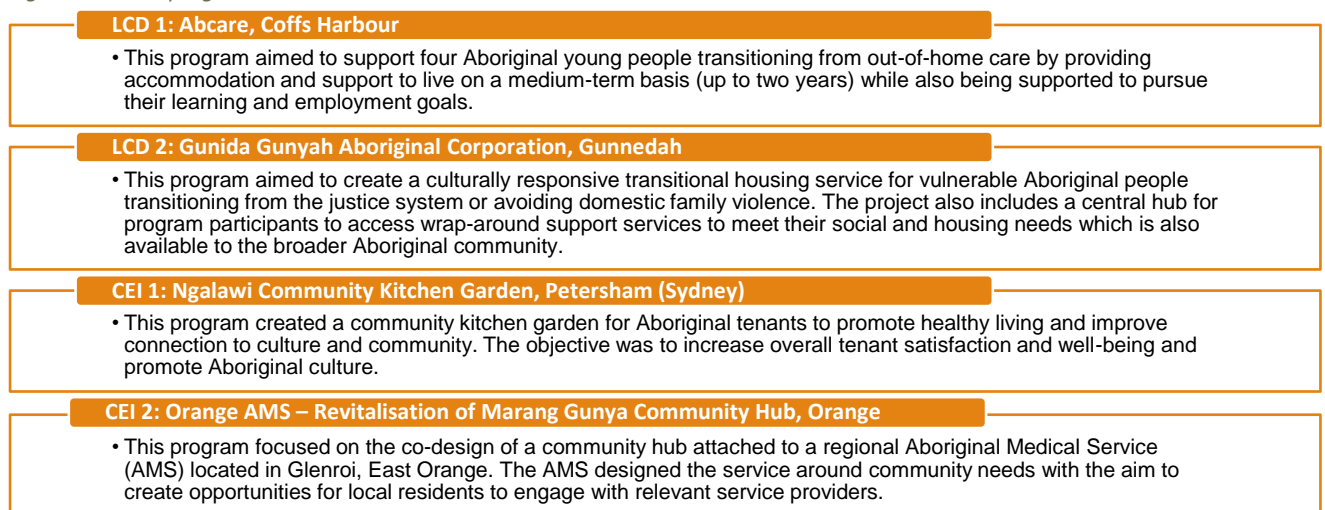 LCD 1: Abcare, Coffs Harbour
• This program aimed to support four Aboriginal young people transitioning from out-of-home care by providing
accommodation and support to live on a medium-term basis (up to two years) while also being supported to pursue
their learning and employment goals.
LCD 2: Gunida Gunyah Aboriginal Corporation, Gunnedah
• This program aimed to create a culturally responsive transitional housing service for vulnerable Aboriginal people
transitioning from the justice system or avoiding domestic family violence. The project also includes a central hub for
program participants to access wrap-around support services to meet their social and housing needs which is also
available to the broader Aboriginal community.
CEI 1: Ngalawi Community Kitchen Garden, Petersham (Sydney)
• This program created a community kitchen garden for Aboriginal tenants to promote healthy living and improve
connection to culture and community. The objective was to increase overall tenant satisfaction and well-being and
promote Aboriginal culture.
CEI 2: Orange AMS – Revitalisation of Marang Gunya Community Hub, Orange
• This program focused on the co-design of a community hub attached to a regional Aboriginal Medical Service
(AMS) located in Glenroi, East Orange. The AMS designed the service around community needs with the aim to
create opportunities for local residents to engage with relevant service providers.